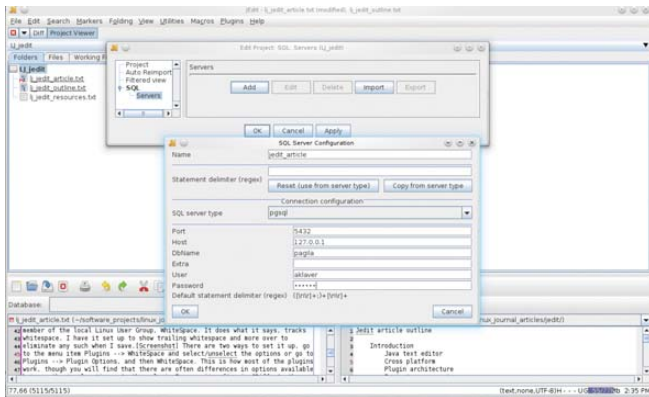 jEdit - lj_jedit_article.txt (modified), lj_jedit_outline.txt
File Edit Search Markers Folding View Utilities Macros Plugins Help
Diff Project Viewer
LJ_jedit
Folders Files Working
LJ_jedit
lj_jedit_article.txt
lj_jedit_outline.txt
lj_jedit_resources.txt
Edit Project: SQL: Servers (LJ_jedit)
Project
Auto Reimport
Filtered view
SQL
Servers
Servers
Add Edit Delete Import Export
OK Cancel Apply
SQL Server Configuration
Name jedit_article
Statement delimiter (regex)
Reset (use from server type) Copy from server type
Connection configuration
SQL server type pgsql
Port 5432
Host 127.0.0.1
DbName paglia
Extra
User aklaver
Password ••••••
Default statement delimiter (regex)
OK Cancel
Database:
lj_jedit_article.txt (~/software_projects/linux_jo
ux_journal_articles/jedit/)
member of the local Linux User Group, WhiteSpace. It does what it says, tracks
whitespace. I have it set up to show trailing whitespace and more over to
eliminate any such when I save.[Screenshot] There are two ways to set it up, go
to the menu item Plugins --> WhiteSpace and select/unselect the options or go to
Plugins --> Plugin Options, and then WhiteSpace. This is how most of the plugins
work, though you will find that there are often differences in options available
Jedit article outline
Introduction
Java text editor
Cross platform
Plugin architecture
77,66 (5115/5115)
(text,none,UTF-8)
2:35 PM